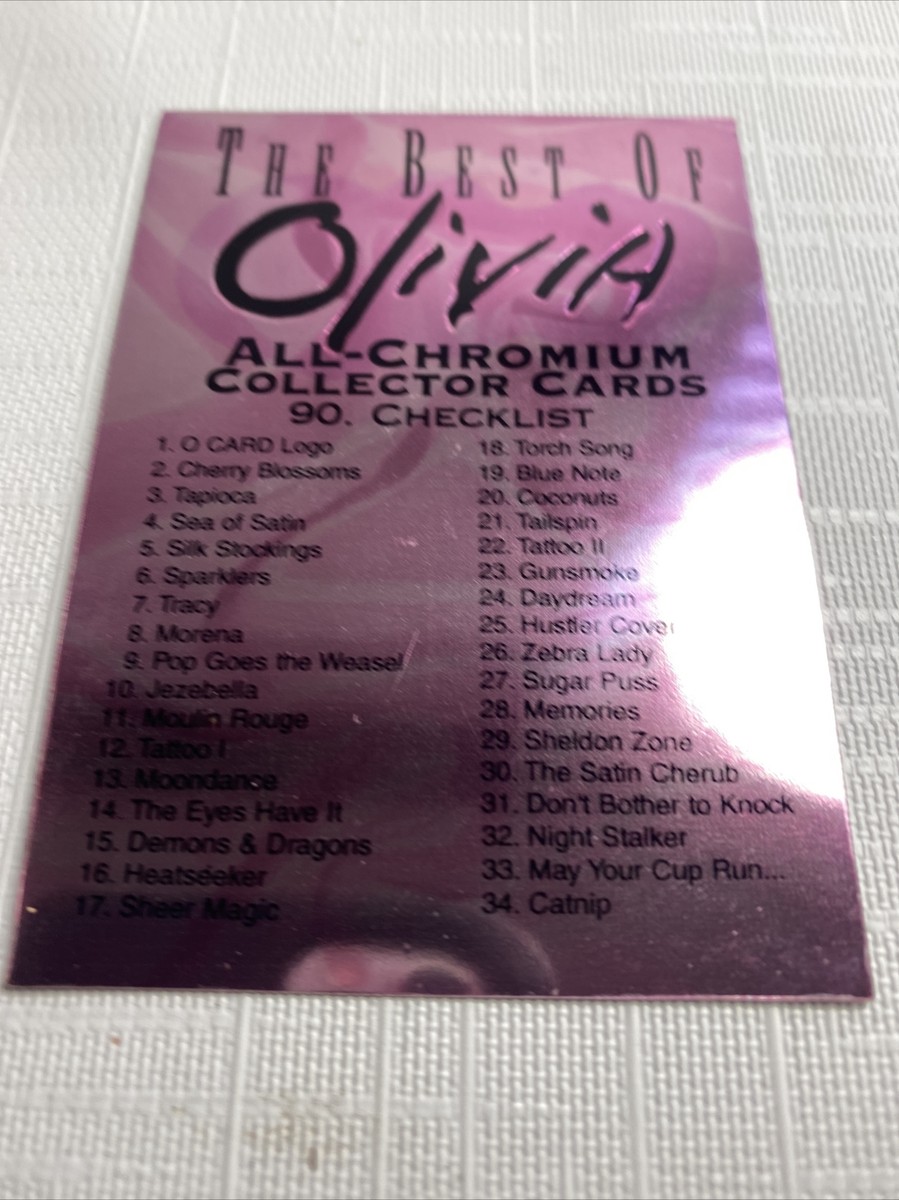 THE BEST OF
OliviA
ALL-CHROMIUM
COLLECTOR CARDS
90. CHECKLIST
1. O CARD Logo
2. Cherry Blossoms
3. Tapioca
4. Sea of Satin
5. Silk Stockings
6. Sparklers
7. Tracy
8. Morena
9. Pop Goes the Weasel
10. Jezebella
11. Moulin Rouge
12. Tattoo I
13. Moondance
14. The Eyes Have It
15. Demons & Dragons
16. Heatseeker
17. Sheer Magic
18. Torch Song
19. Blue Note
20. Coconuts
21. Tailspin
22. Tattoo II
23. Gunsmoke
24. Daydream
25. Hustler Cover
26. Zebra Lady
27. Sugar Puss
28. Memories
29. Sheldon Zone
30. The Satin Cherub
31. Don't Bother to Knock
32. Night Stalker
33. May Your Cup Run...
34. Catnip